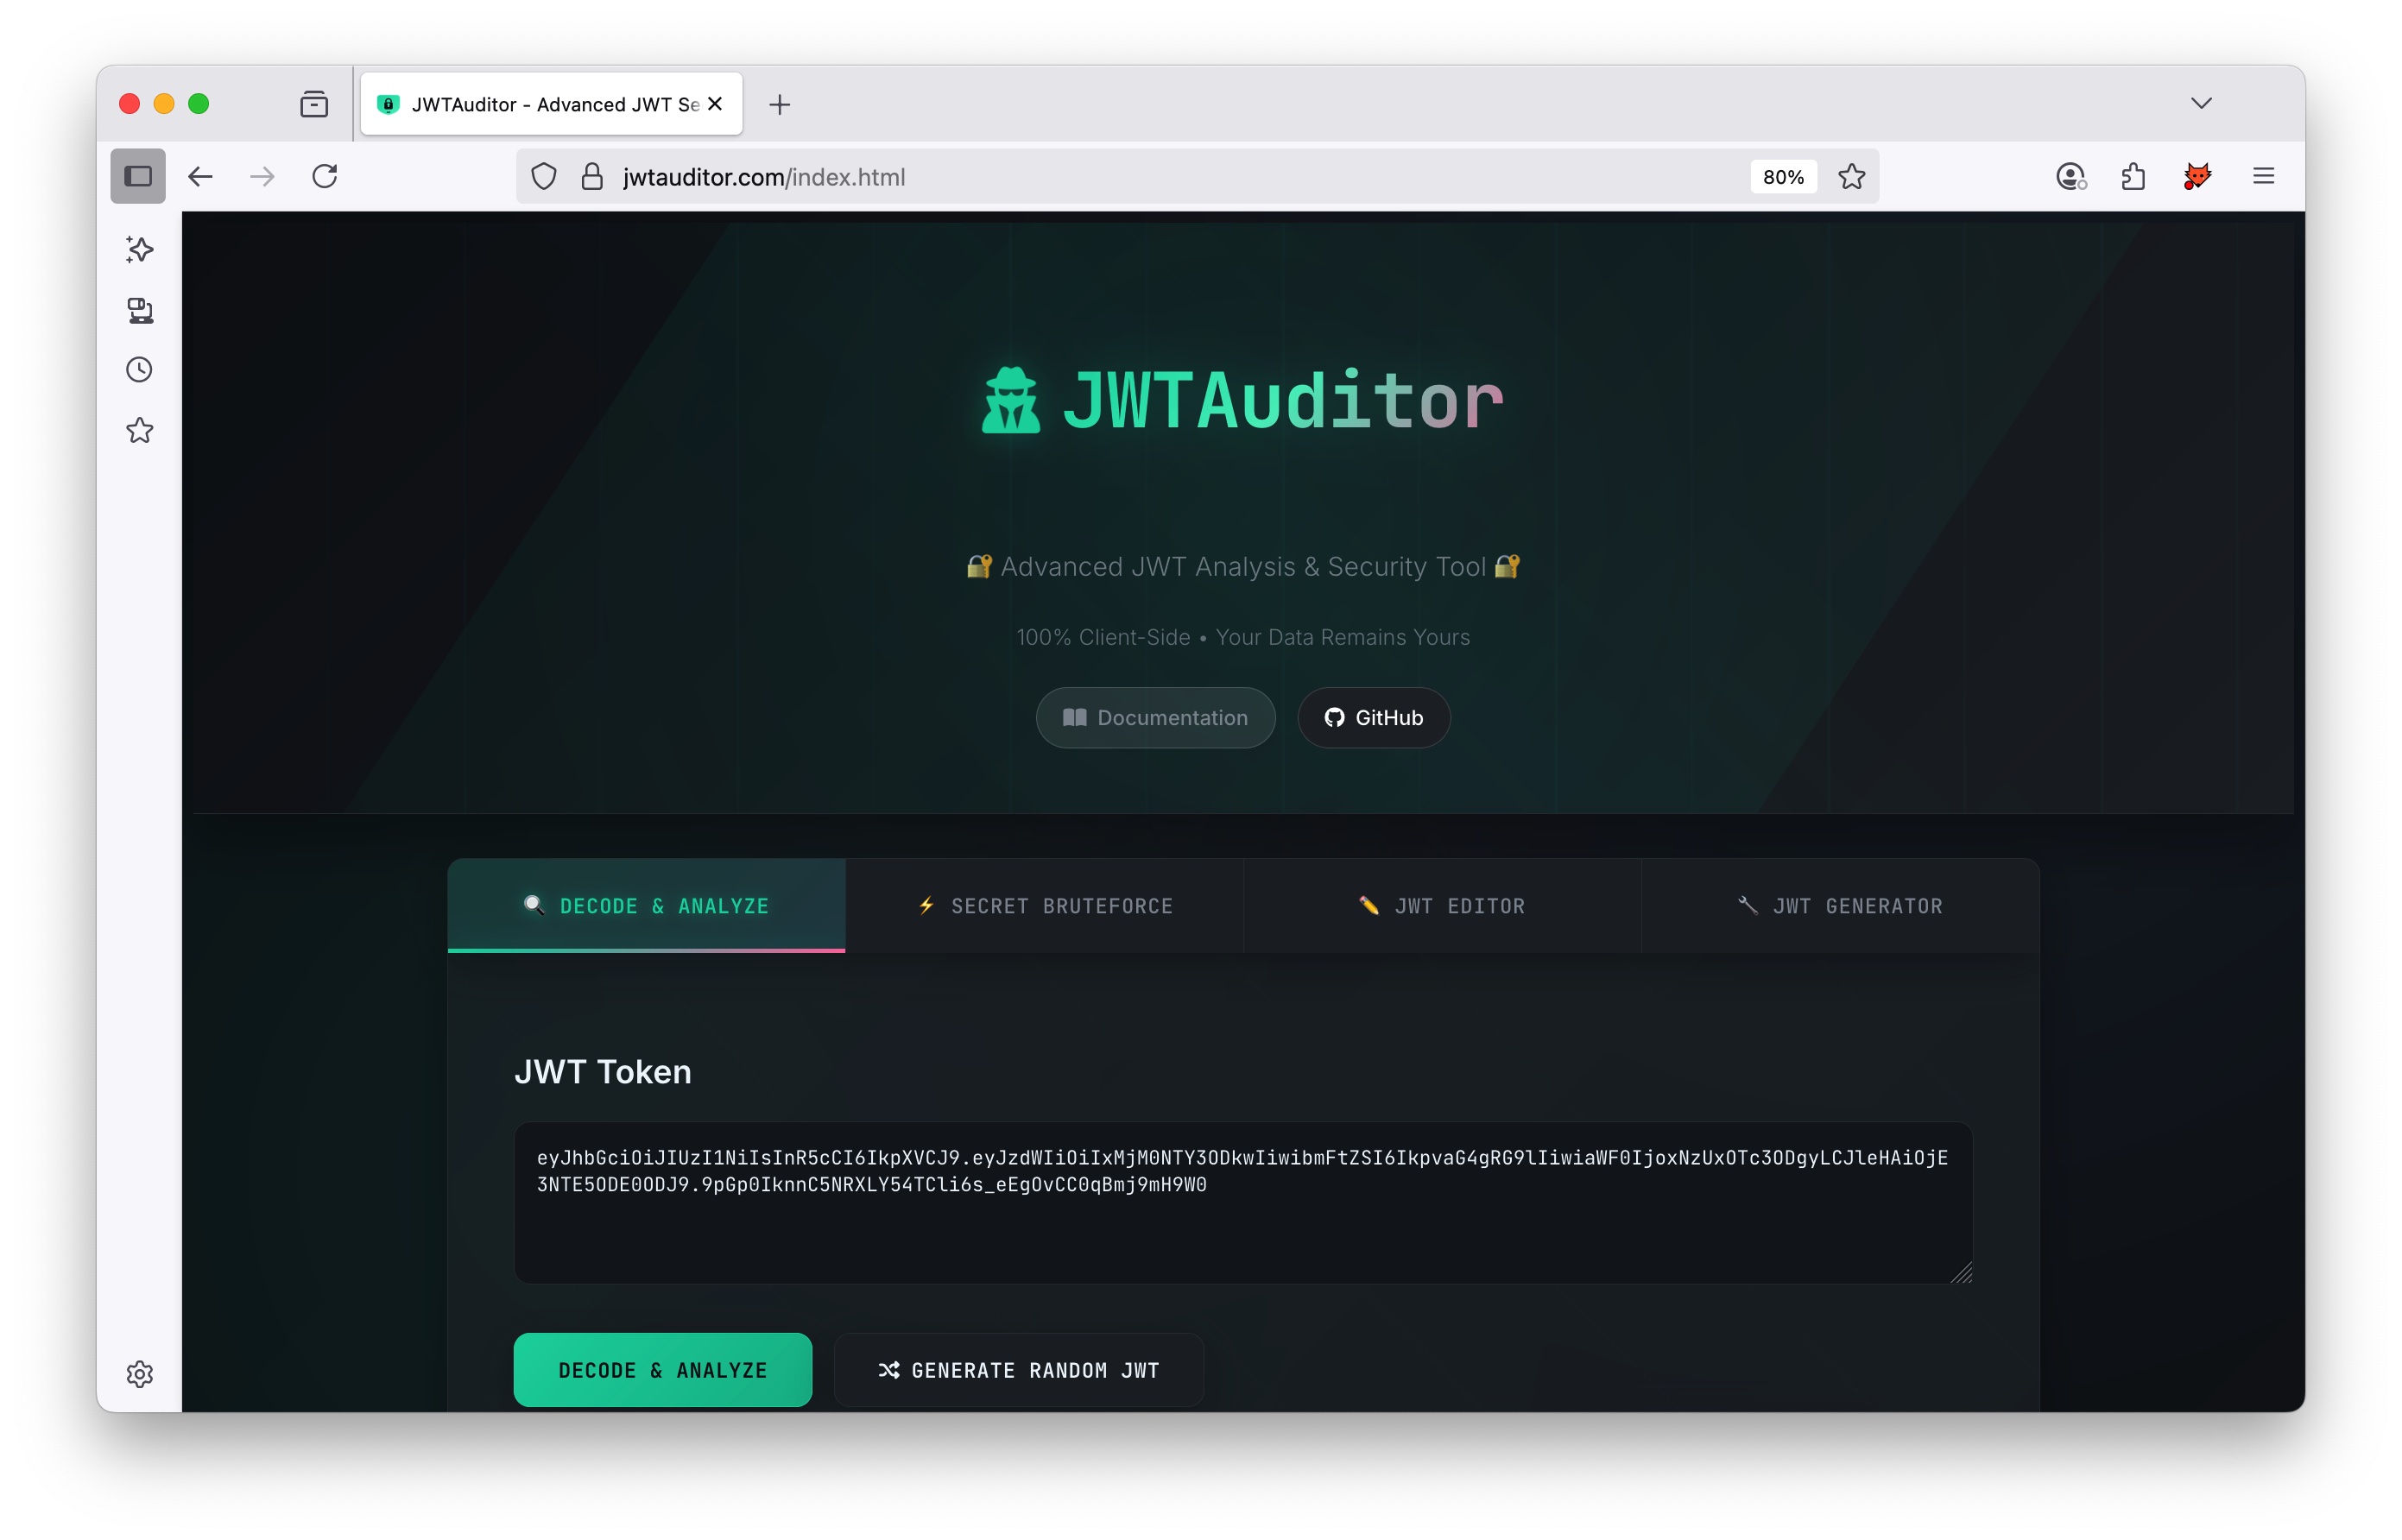 JWTAuditor - Advanced JWT Se
jwtauditor.com/index.html
80%
JWTAuditor
🔐 Advanced JWT Analysis & Security Tool 🔐
100% Client-Side • Your Data Remains Yours
Documentation
GitHub
🔍 DECODE & ANALYZE
⚡ SECRET BRUTEFORCE
✏️ JWT EDITOR
🔧 JWT GENERATOR
JWT Token
eyJhbGciOiJIUzI1NiIsInR5cCI6IkpXVCJ9.eyJzdWIiOiIxMjM0NTY3ODkwIiwibmFtZSI6IkpvaG4gRG9lIiwiaWF0IjoxNzUxOTc3ODgyLCJleHAiOjE
3NTE5ODE0ODJ9.9pGp0IknnC5NRXLY54TCli6s_eEgOvCC0qBmj9mH9W0
DECODE & ANALYZE
GENERATE RANDOM JWT